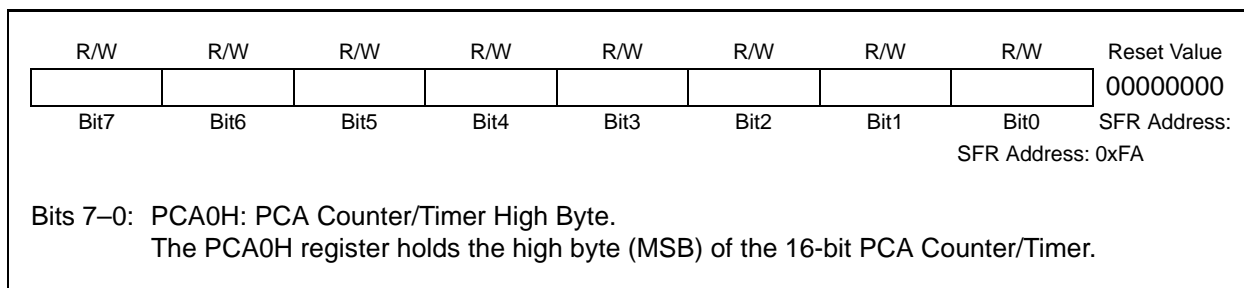 R/W R/W R/W R/W R/W R/W R/W R/W Reset Value
00000000
Bit7 Bit6 Bit5 Bit4 Bit3 Bit2 Bit1 Bit0 SFR Address:
SFR Address: 0xFA
Bits 7–0: PCA0H: PCA Counter/Timer High Byte.
The PCA0H register holds the high byte (MSB) of the 16-bit PCA Counter/Timer.